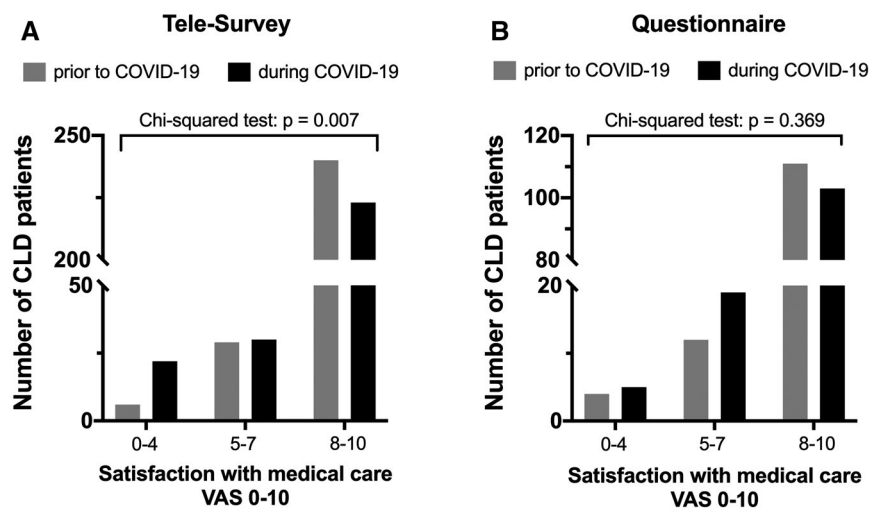 A
Tele-Survey
prior to COVID-19
during COVID-19
Chi-squared test: p = 0.007
Number of CLD patients
250
200
50
0
0-4
5-7
8-10
Satisfaction with medical care
VAS 0-10
B
Questionnaire
prior to COVID-19
during COVID-19
Chi-squared test: p = 0.369
Number of CLD patients
120
100
80
20
0
0-4
5-7
8-10
Satisfaction with medical care
VAS 0-10